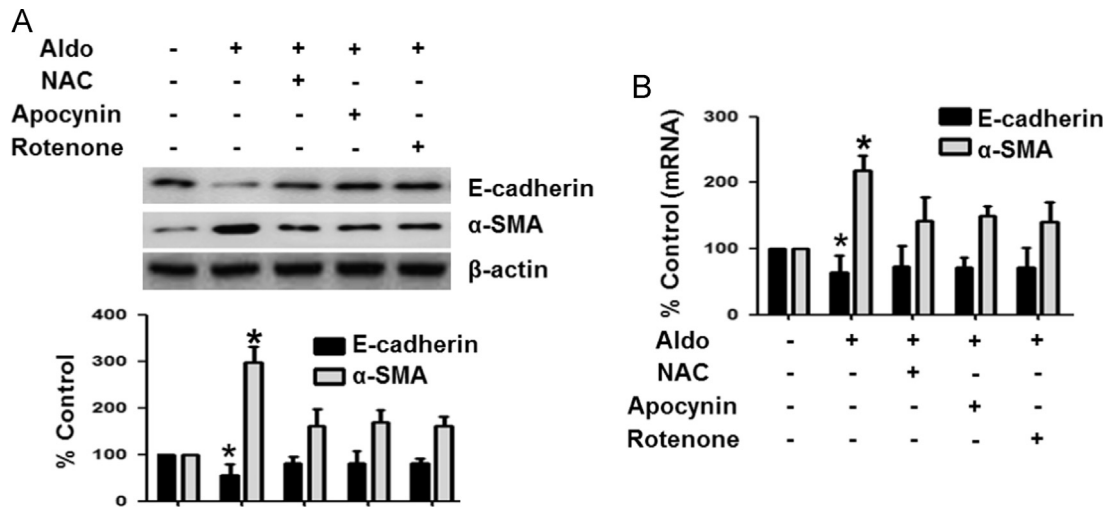 A
Aldo - + + + +
NAC - - + - -
Apocynin - - - + -
Rotenone - - - - +
E-cadherin
α-SMA
β-actin
400
300
200
100
0
% Control
E-cadherin
α-SMA
*
*
B
300
200
100
0
% Control (mRNA)
E-cadherin
α-SMA
*
*
Aldo - + + + +
NAC - - + - -
Apocynin - - - + -
Rotenone - - - - +